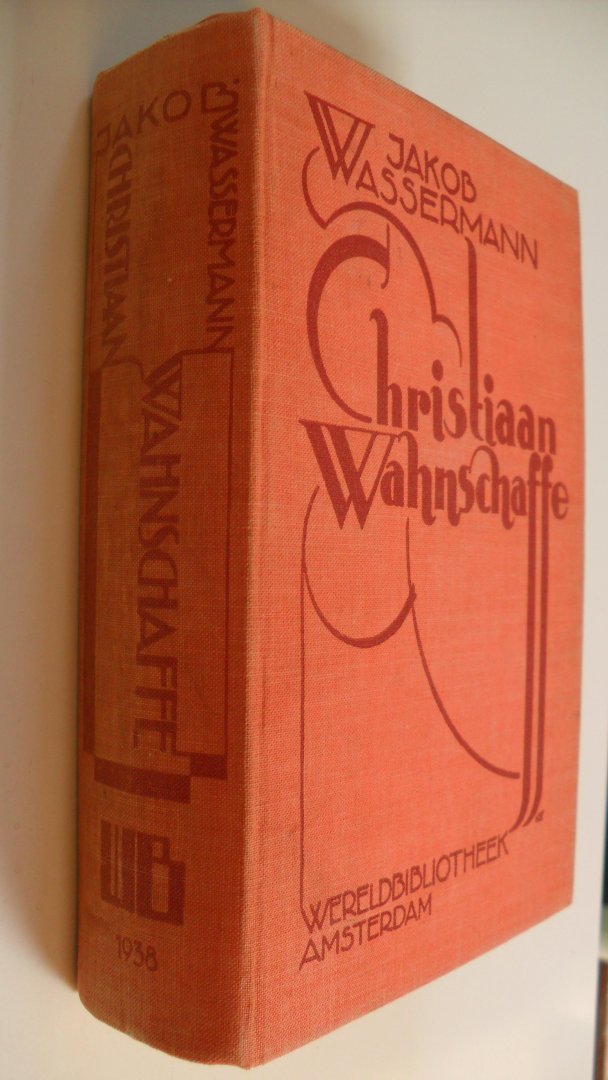 JAKOB WASSERMANN
CHRISTIAAN
WAHNSCHAFFE
WB
1938
JAKOB
WASSERMANN
Christiaan
Wahnschaffe
WERELDBIBLIOTHEEK
AMSTERDAM